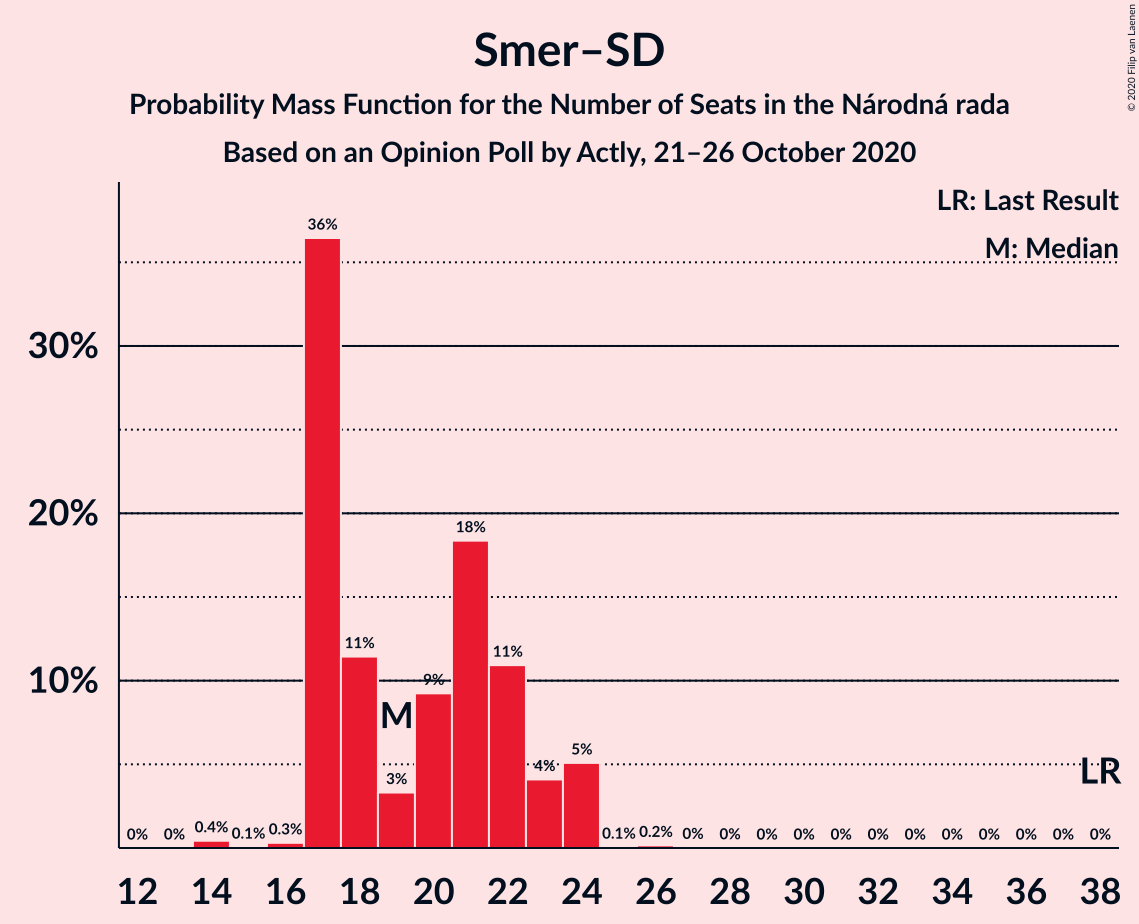 Smer–SD
Probability Mass Function for the Number of Seats in the Národná rada
Based on an Opinion Poll by Actly, 21–26 October 2020
© 2020 Filip van Laenen
LR: Last Result
M: Median
30%
20%
10%
0% 0% 0.4% 0.1% 0.3% 36% 11% 3% 9% 18% 11% 4% 5% 0.1% 0.2% 0% 0% 0% 0% 0% 0% 0% 0% 0% 0% 0% 0%
M
LR
12 14 16 18 20 22 24 26 28 30 32 34 36 38